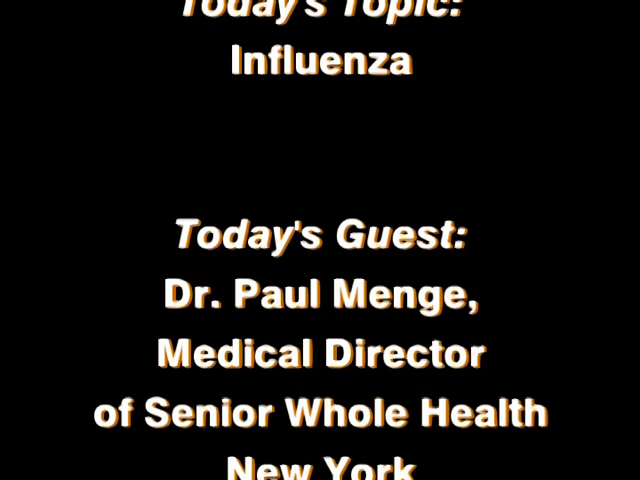 Today's Topic:
Influenza
Today's Guest:
Dr. Paul Menge,
Medical Director
of Senior Whole Health
New York